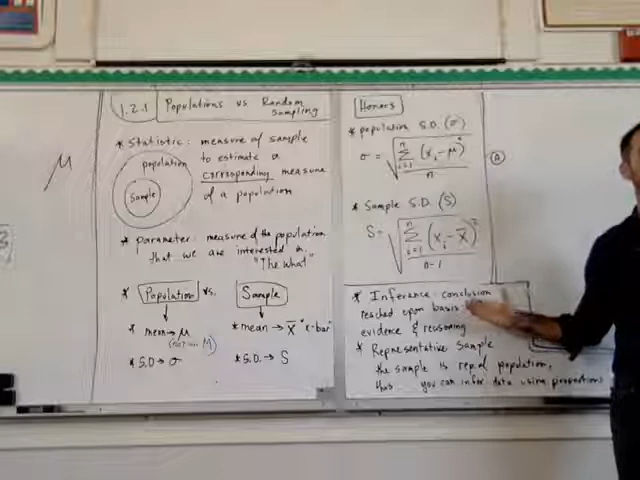 M
1.2.1 Populations vs Random
Sampling
* Statistic: measure of sample
to estimate a
corresponding measure
of a population
population
Sample
* parameter: measure of the population
that we are interested in.
"The what"
* Population vs. Sample
* mean → μ
(not .... M)
* S.D → σ
* mean → x̄ "x-bar"
* S.D. → S
Honors
* population S.D. (σ)
σ = √ Σ i=1 n (xᵢ - μ)² / n
A
* Sample S.D. (S)
S = √ Σ i=1 n (xᵢ - x̄)² / n-1
* Inference: conclusion
reached upon basis
evidence & reasoning
* Representative Sample
the sample is rep of population,
thus you can infer data using proportions